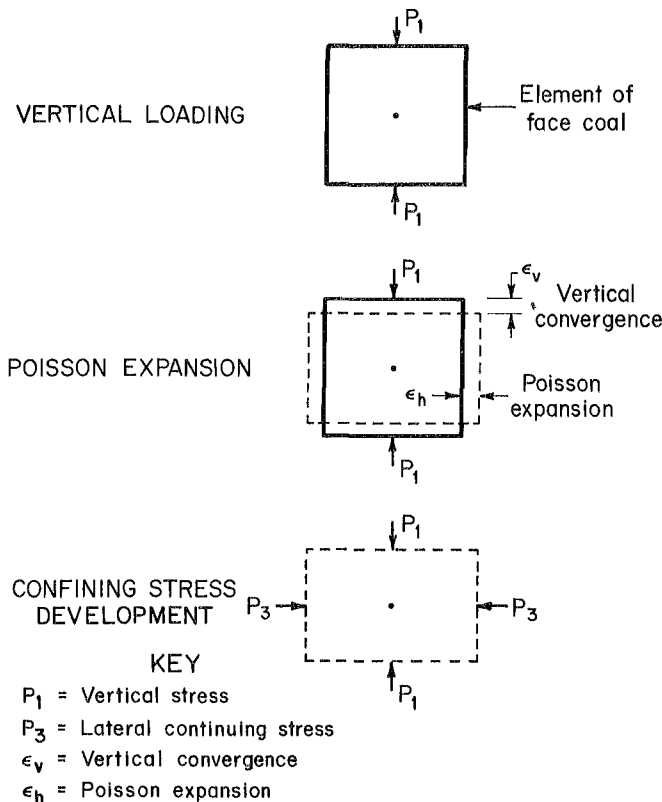 P1
VERTICAL LOADING
Element of
face coal
P1
P1
εv
Vertical
convergence
POISSON EXPANSION
εh
Poisson
expansion
P1
P1
CONFINING STRESS
DEVELOPMENT
P3
P3
P1
KEY
P1 = Vertical stress
P3 = Lateral continuing stress
εv = Vertical convergence
εh = Poisson expansion